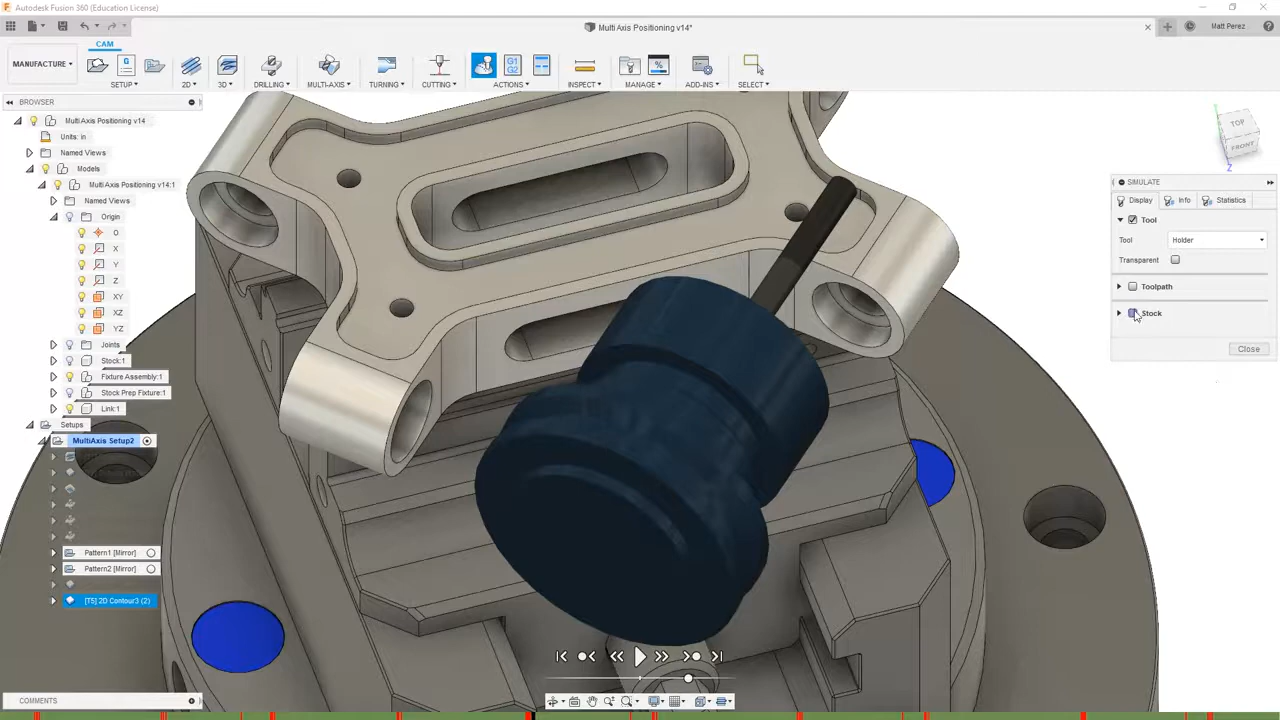 Autodesk Fusion 360 (Education License)
Multi Axis Positioning v14*
Matt Perez
MANUFACTURE
CAM
SETUP
2D
3D
DRILLING
MULTI-AXIS
TURNING
CUTTING
G1
G2
ACTIONS
INSPECT
MANAGE
ADD-INS
SELECT
BROWSER
Multi Axis Positioning v14
Units: in
Named Views
Models
Multi Axis Positioning v14:1
Named Views
Origin
O
X
Y
Z
XY
XZ
YZ
Joints
Stock:1
Fixture Assembly:1
Stock Prep Fixture:1
Link:1
Setups
MultiAxis Setup2
Pattern1 [Mirror]
Pattern2 [Mirror]
[T5] 2D Contour3 (2)
COMMENTS
TOP
FRONT
Z
SIMULATE
Display
Info
Statistics
Tool
Tool
Holder
Transparent
Toolpath
Stock
Close